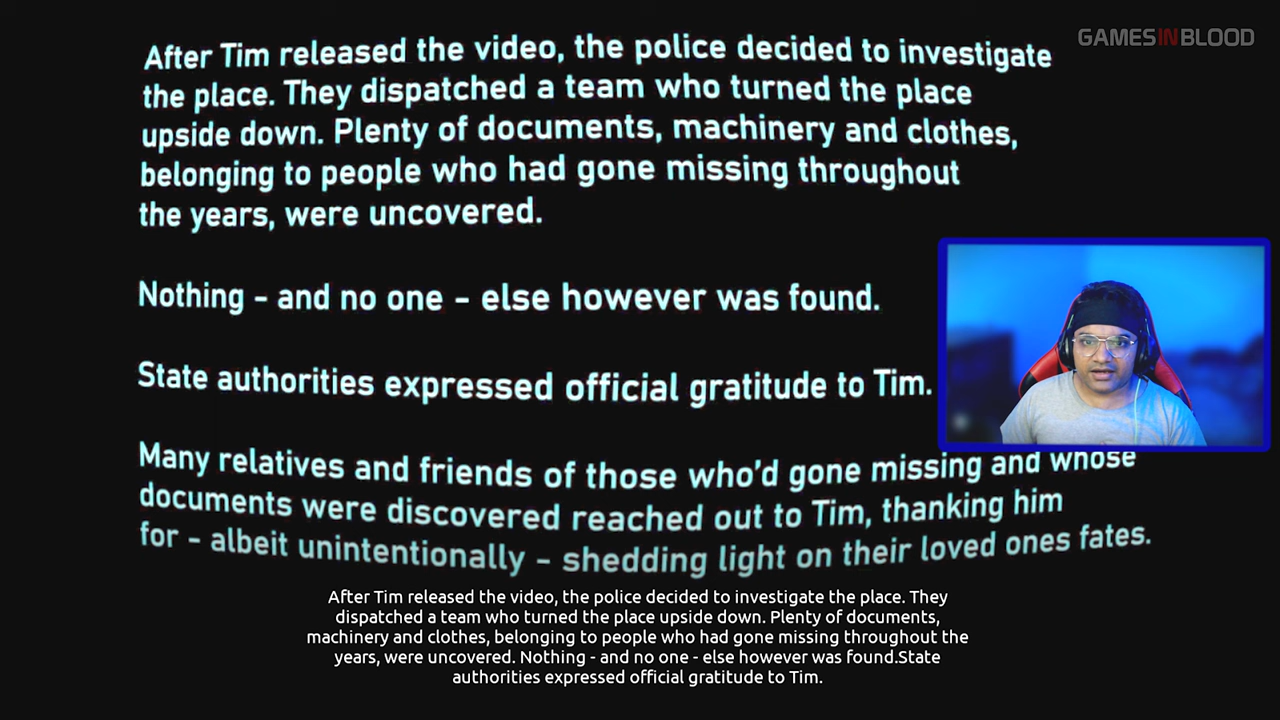 GAMESINBLOOD
After Tim released the video, the police decided to investigate
the place. They dispatched a team who turned the place
upside down. Plenty of documents, machinery and clothes,
belonging to people who had gone missing throughout
the years, were uncovered.
Nothing - and no one - else however was found.
State authorities expressed official gratitude to Tim.
Many relatives and friends of those who'd gone missing and whose
documents were discovered reached out to Tim, thanking him
for - albeit unintentionally - shedding light on their loved ones fates.
After Tim released the video, the police decided to investigate the place. They
dispatched a team who turned the place upside down. Plenty of documents,
machinery and clothes, belonging to people who had gone missing throughout the
years, were uncovered. Nothing - and no one - else however was found.State
authorities expressed official gratitude to Tim.